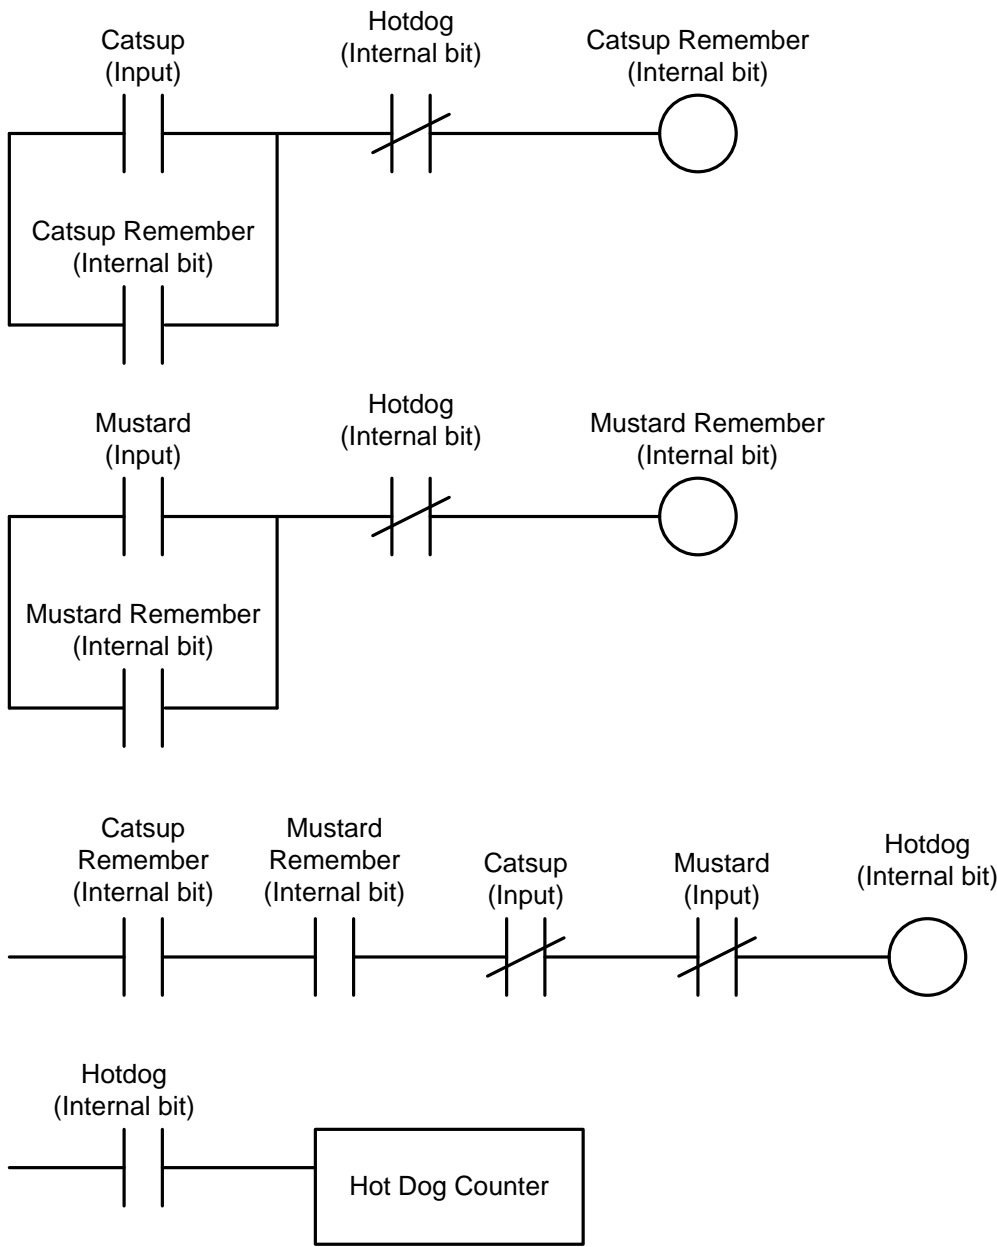 Catsup
(Input)
Hotdog
(Internal bit)
Catsup Remember
(Internal bit)
Catsup Remember
(Internal bit)
Mustard
(Input)
Hotdog
(Internal bit)
Mustard Remember
(Internal bit)
Mustard Remember
(Internal bit)
Catsup
Remember
(Internal bit)
Mustard
Remember
(Internal bit)
Catsup
(Input)
Mustard
(Input)
Hotdog
(Internal bit)
Hotdog
(Internal bit)
Hot Dog Counter